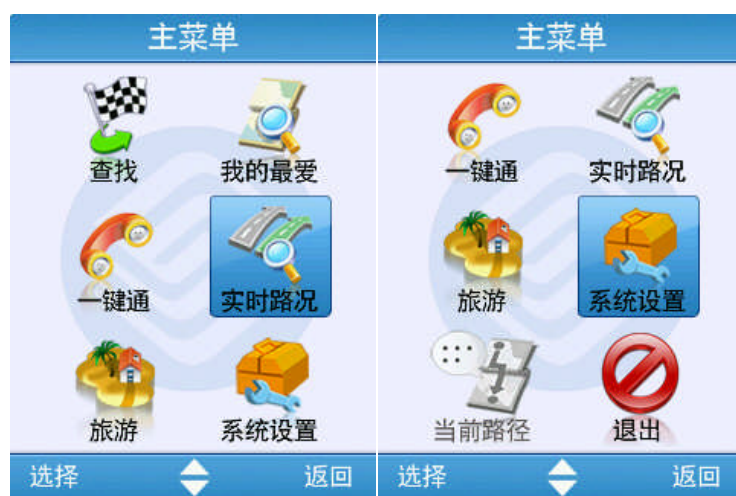 主菜单
查找
我的最爱
一键通
实时路况
旅游
系统设置
选择
返回
主菜单
一键通
实时路况
旅游
系统设置
当前路径
退出
选择
返回